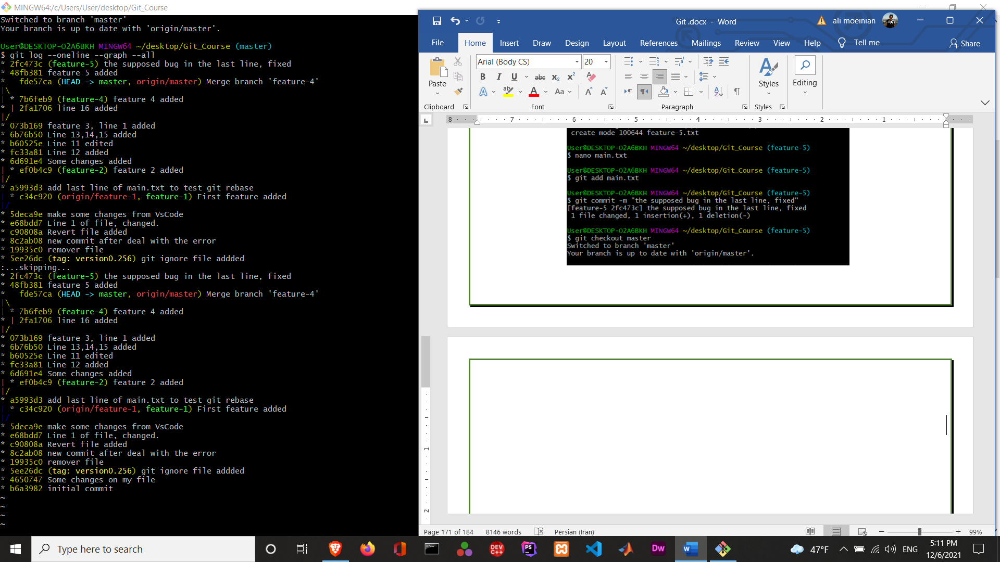 MINGW64:/c/Users/User/desktop/Git_Course
Switched to branch 'master'
Your branch is up to date with 'origin/master'.
User@DESKTOP-O2A6BKH MINGW64 ~/desktop/Git_Course (master)
$ git log --oneline --graph --all
* 2fc473c (feature-5) the supposed bug in the last line, fixed
* 48fb381 feature 5 added
*   fde57ca (HEAD -> master, origin/master) Merge branch 'feature-4'
|\
| * 7b6feb9 (feature-4) feature 4 added
* | 2fa1706 line 16 added
|/
* 073b169 feature 3, line 1 added
* 6b76b50 Line 13,14,15 added
* b60525e Line 11 edited
* fc33a81 Line 12 added
* 6d691e4 Some changes added
| * ef0b4c9 (feature-2) feature 2 added
|/
* a5993d3 add last line of main.txt to test git rebase
| * c34c920 (origin/feature-1, feature-1) First feature added
|/
* 5deca9e make some changes from VsCode
* e68bdd7 Line 1 of file, changed.
* c90808a Revert file added
* 8c2ab08 new commit after deal with the error
* 19935c0 remover file
* 5ee26dc (tag: version0.256) git ignore file addded
:...skipping...
* 2fc473c (feature-5) the supposed bug in the last line, fixed
* 48fb381 feature 5 added
*   fde57ca (HEAD -> master, origin/master) Merge branch 'feature-4'
|\
| * 7b6feb9 (feature-4) feature 4 added
* | 2fa1706 line 16 added
|/
* 073b169 feature 3, line 1 added
* 6b76b50 Line 13,14,15 added
* b60525e Line 11 edited
* fc33a81 Line 12 added
* 6d691e4 Some changes added
| * ef0b4c9 (feature-2) feature 2 added
|/
* a5993d3 add last line of main.txt to test git rebase
| * c34c920 (origin/feature-1, feature-1) First feature added
|/
* 5deca9e make some changes from VsCode
* e68bdd7 Line 1 of file, changed.
* c90808a Revert file added
* 8c2ab08 new commit after deal with the error
* 19935c0 remover file
* 5ee26dc (tag: version0.256) git ignore file addded
* 4650747 Some changes on my file
* b6a3982 initial commit
~
~
~
~
Git .docx - Word
ali moeinian
File Home Insert Draw Design Layout References Mailings Review View Help Tell me Share
Paste
Clipboard
Arial (Body CS) 20
B I U abc x₂ x²
A A Aa A A
Font
Paragraph
Styles
Styles
Editing
8 7 6 5 4 3 2 1
create mode 100644 feature-5.txt
User@DESKTOP-O2A6BKH MINGW64 ~/desktop/Git_Course (feature-5)
$ nano main.txt
User@DESKTOP-O2A6BKH MINGW64 ~/desktop/Git_Course (feature-5)
$ git add main.txt
User@DESKTOP-O2A6BKH MINGW64 ~/desktop/Git_Course (feature-5)
$ git commit -m "the supposed bug in the last line, fixed"
[feature-5 2fc473c] the supposed bug in the last line, fixed
1 file changed, 1 insertion(+), 1 deletion(-)
User@DESKTOP-O2A6BKH MINGW64 ~/desktop/Git_Course (feature-5)
$ git checkout master
Switched to branch 'master'
Your branch is up to date with 'origin/master'.
1
2
Page 171 of 184 8146 words Persian (Iran) 99%
Type here to search
DEV C++
PS
Dw
W
47°F
ENG
5:11 PM
12/6/2021